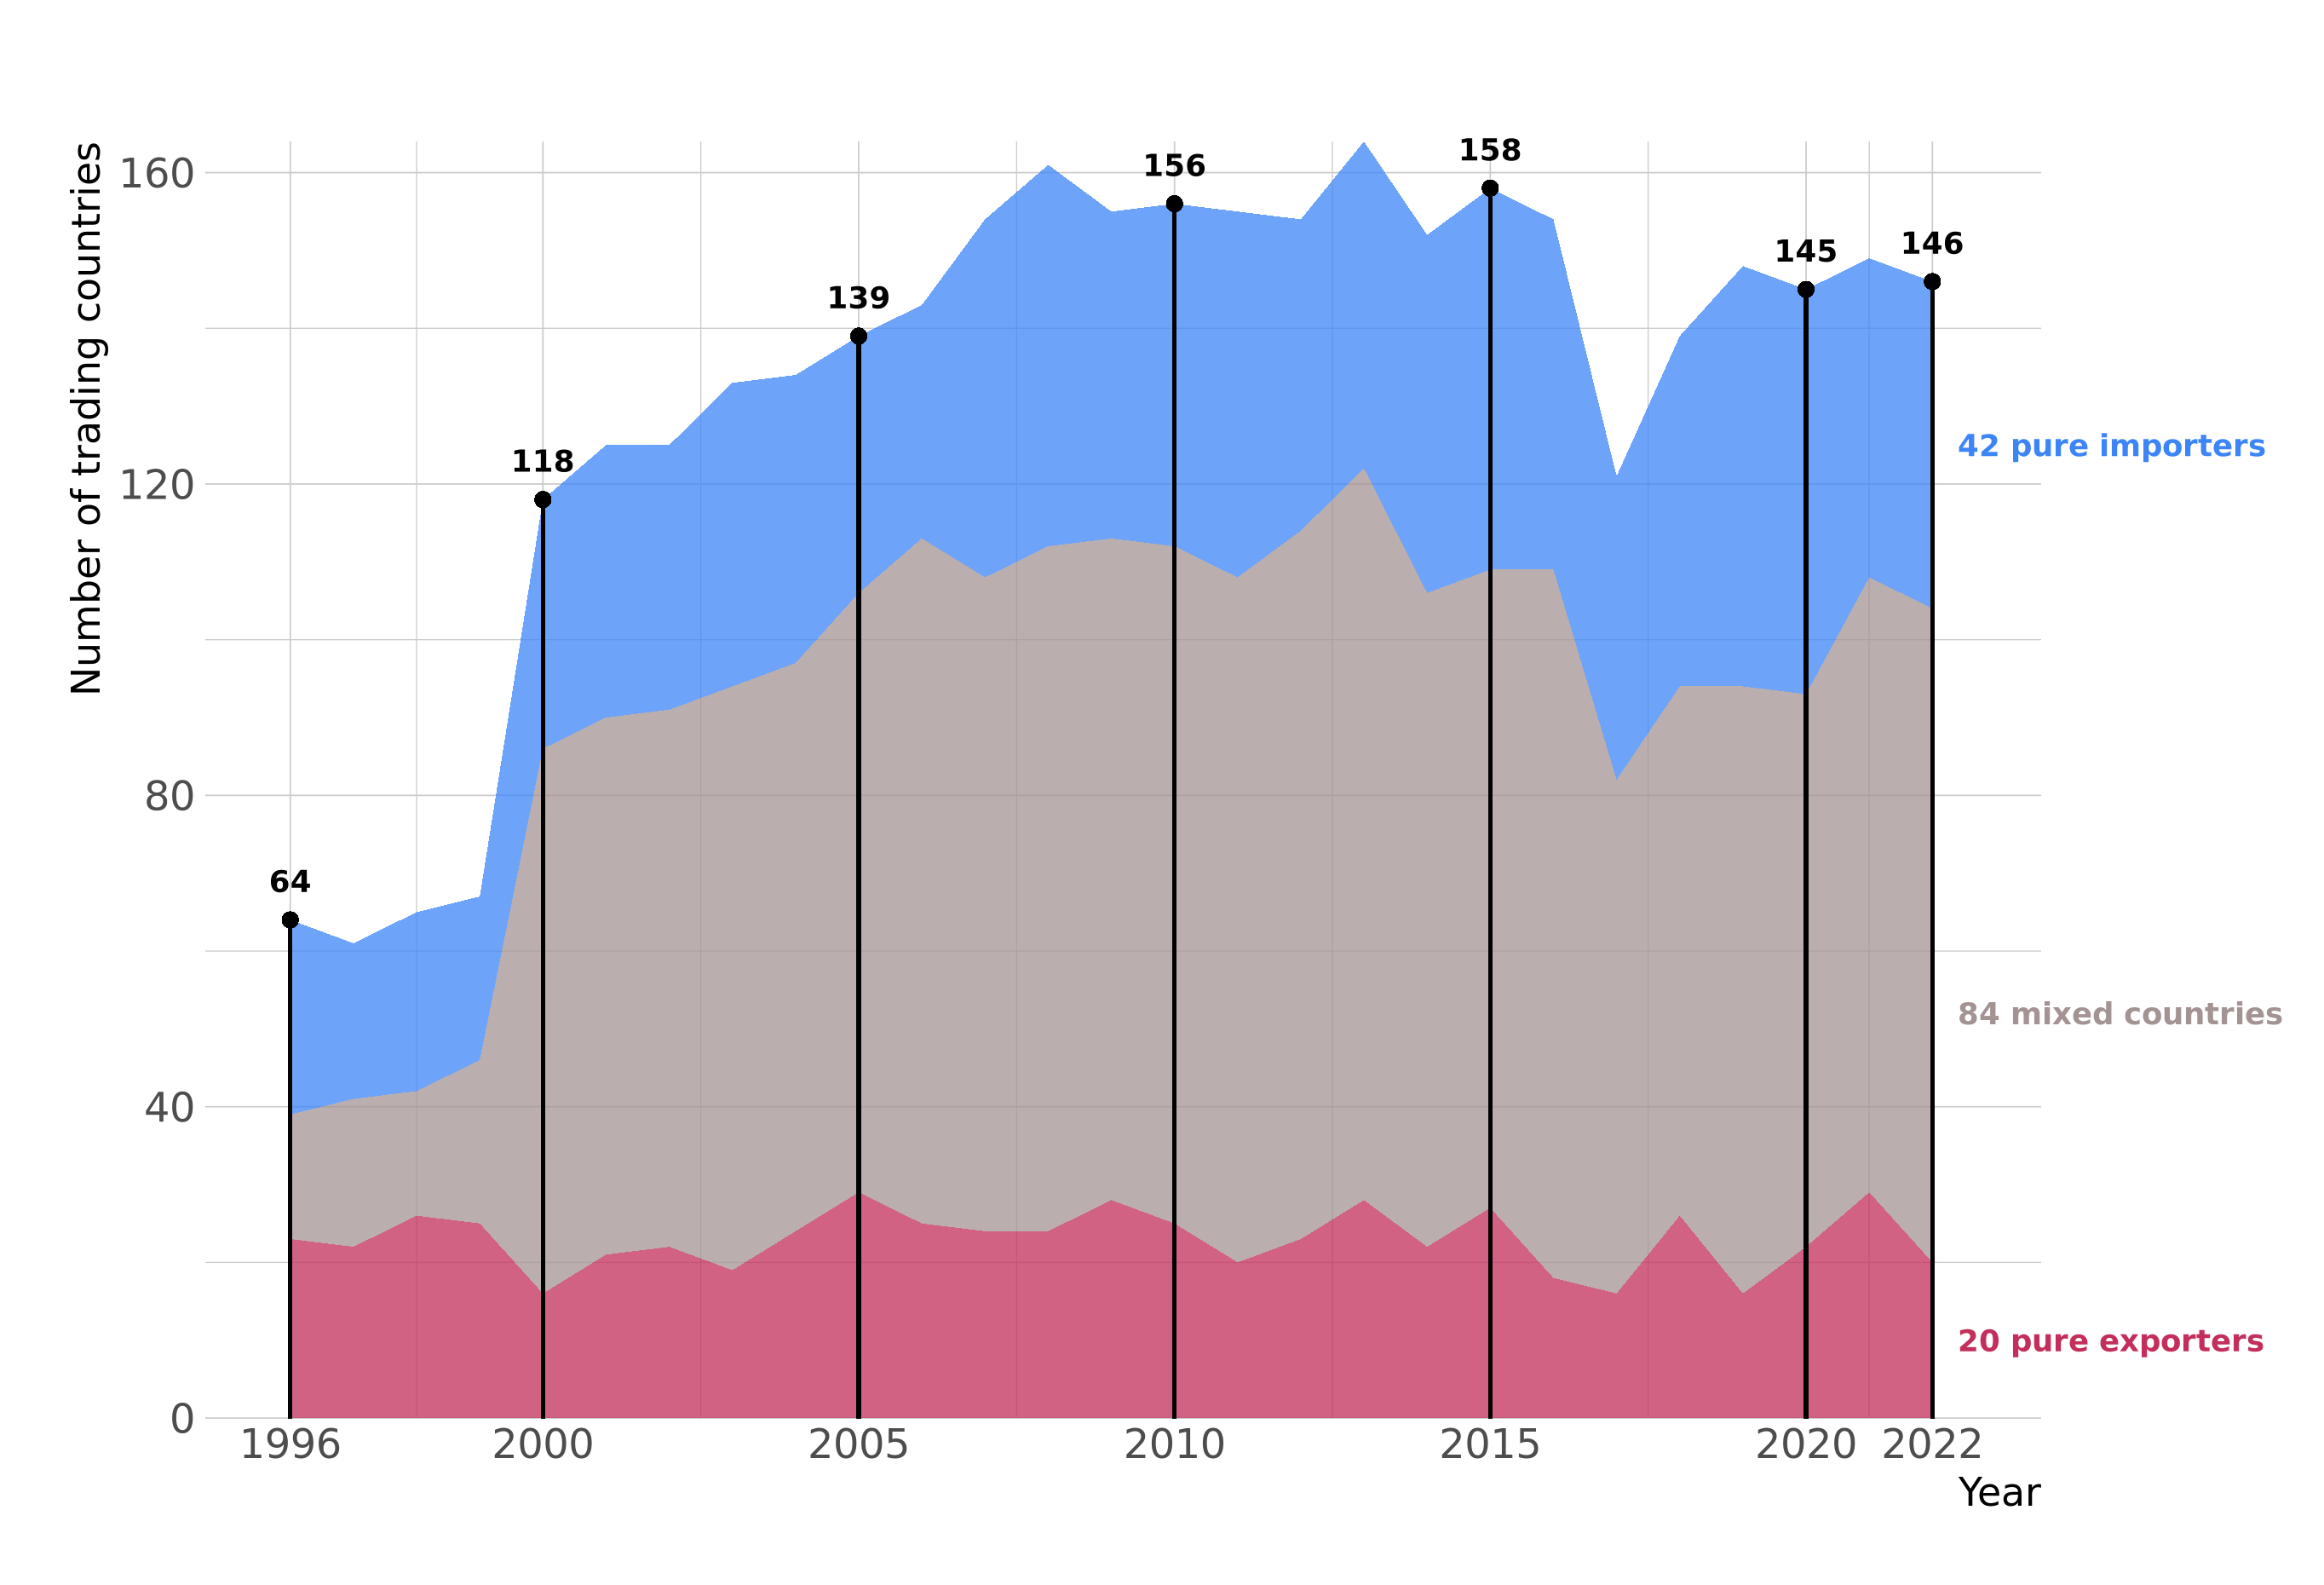 Number of trading countries
160
120
80
40
0
64
118
139
156
158
145
146
42 pure importers
84 mixed countries
20 pure exporters
1996 2000 2005 2010 2015 2020 2022
Year